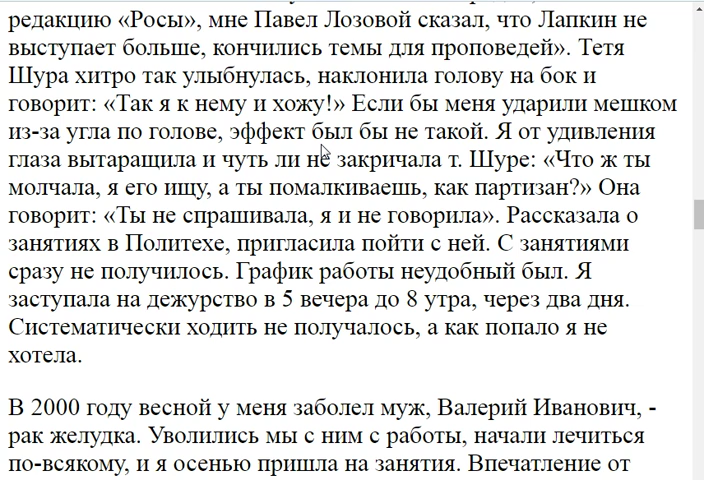 редакцию «Росы», мне Павел Лозовой сказал, что Лапкин не
выступает больше, кончились темы для проповедей». Тетя
Шура хитро так улыбнулась, наклонила голову на бок и
говорит: «Так я к нему и хожу!» Если бы меня ударили мешком
из-за угла по голове, эффект был бы не такой. Я от удивления
глаза вытаращила и чуть ли не закричала т. Шуре: «Что ж ты
молчала, я его ищу, а ты помалкиваешь, как партизан?» Она
говорит: «Ты не спрашивала, я и не говорила». Рассказала о
занятиях в Политехе, пригласила пойти с ней. С занятиями
сразу не получилось. График работы неудобный был. Я
заступала на дежурство в 5 вечера до 8 утра, через два дня.
Систематически ходить не получалось, а как попало я не
хотела.
В 2000 году весной у меня заболел муж, Валерий Иванович, -
рак желудка. Уволились мы с ним с работы, начали лечиться
по-всякому, и я осенью пришла на занятия. Впечатление от